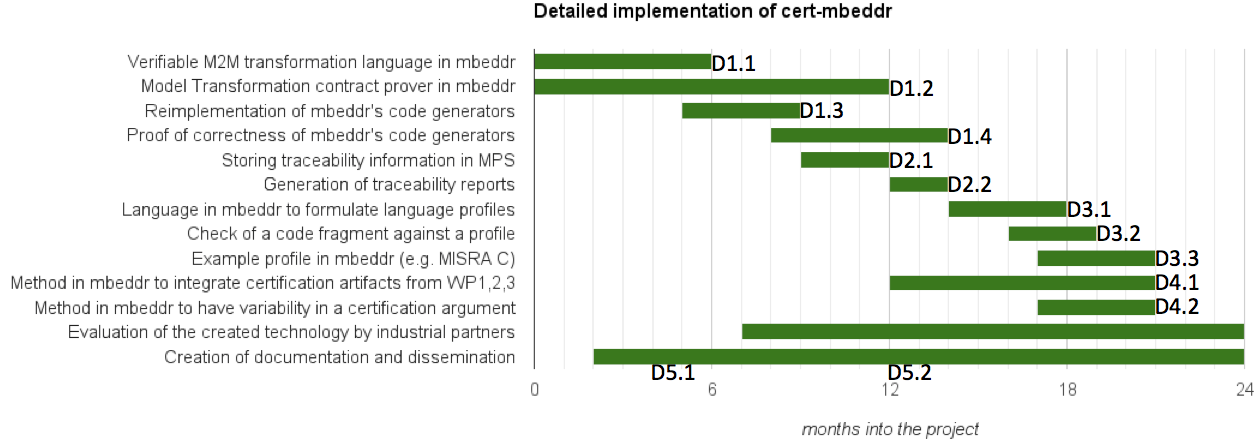 Detailed implementation of cert-mbeddr
Verifiable M2M transformation language in mbeddr D1.1
Model Transformation contract prover in mbeddr D1.2
Reimplementation of mbeddr's code generators D1.3
Proof of correctness of mbeddr's code generators D1.4
Storing traceability information in MPS D2.1
Generation of traceability reports D2.2
Language in mbeddr to formulate language profiles D3.1
Check of a code fragment against a profile D3.2
Example profile in mbeddr (e.g. MISRA C) D3.3
Method in mbeddr to integrate certification artifacts from WP1,2,3 D4.1
Method in mbeddr to have variability in a certification argument D4.2
Evaluation of the created technology by industrial partners
Creation of documentation and dissemination
D5.1 D5.2
0 6 12 18 24
months into the project